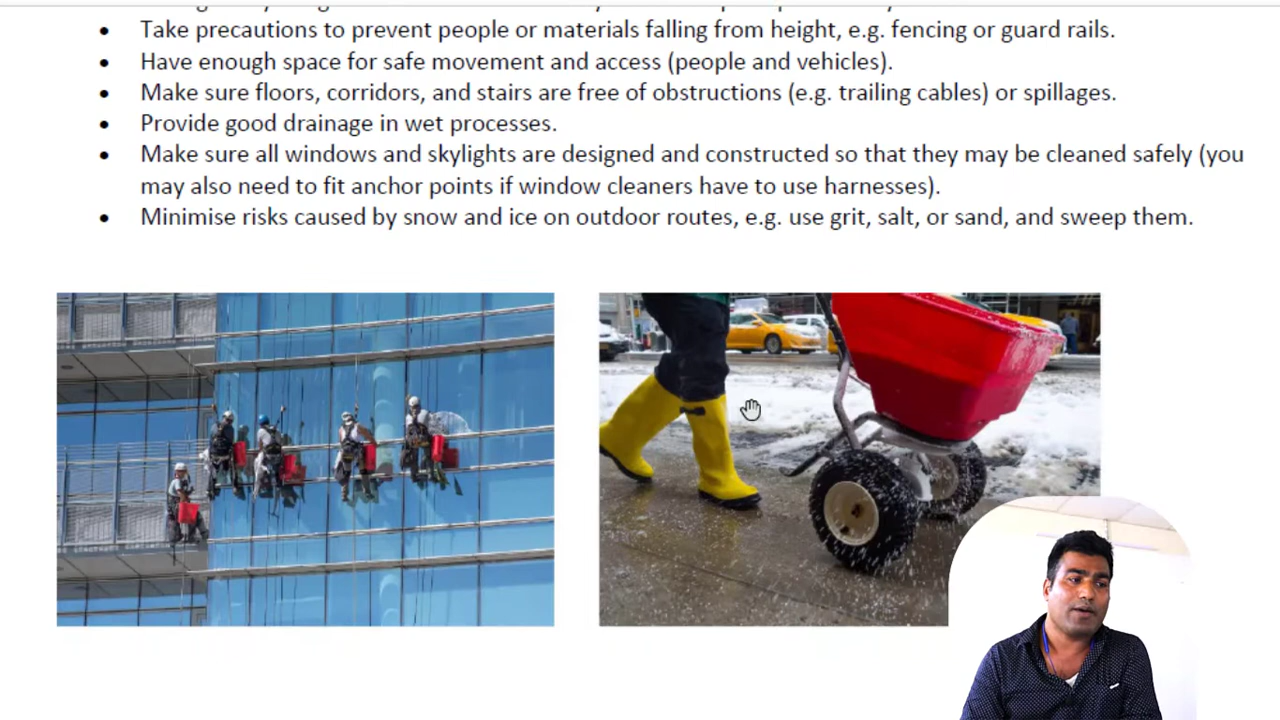 • Take precautions to prevent people or materials falling from height, e.g. fencing or guard rails.
• Have enough space for safe movement and access (people and vehicles).
• Make sure floors, corridors, and stairs are free of obstructions (e.g. trailing cables) or spillages.
• Provide good drainage in wet processes.
• Make sure all windows and skylights are designed and constructed so that they may be cleaned safely (you
may also need to fit anchor points if window cleaners have to use harnesses).
• Minimise risks caused by snow and ice on outdoor routes, e.g. use grit, salt, or sand, and sweep them.